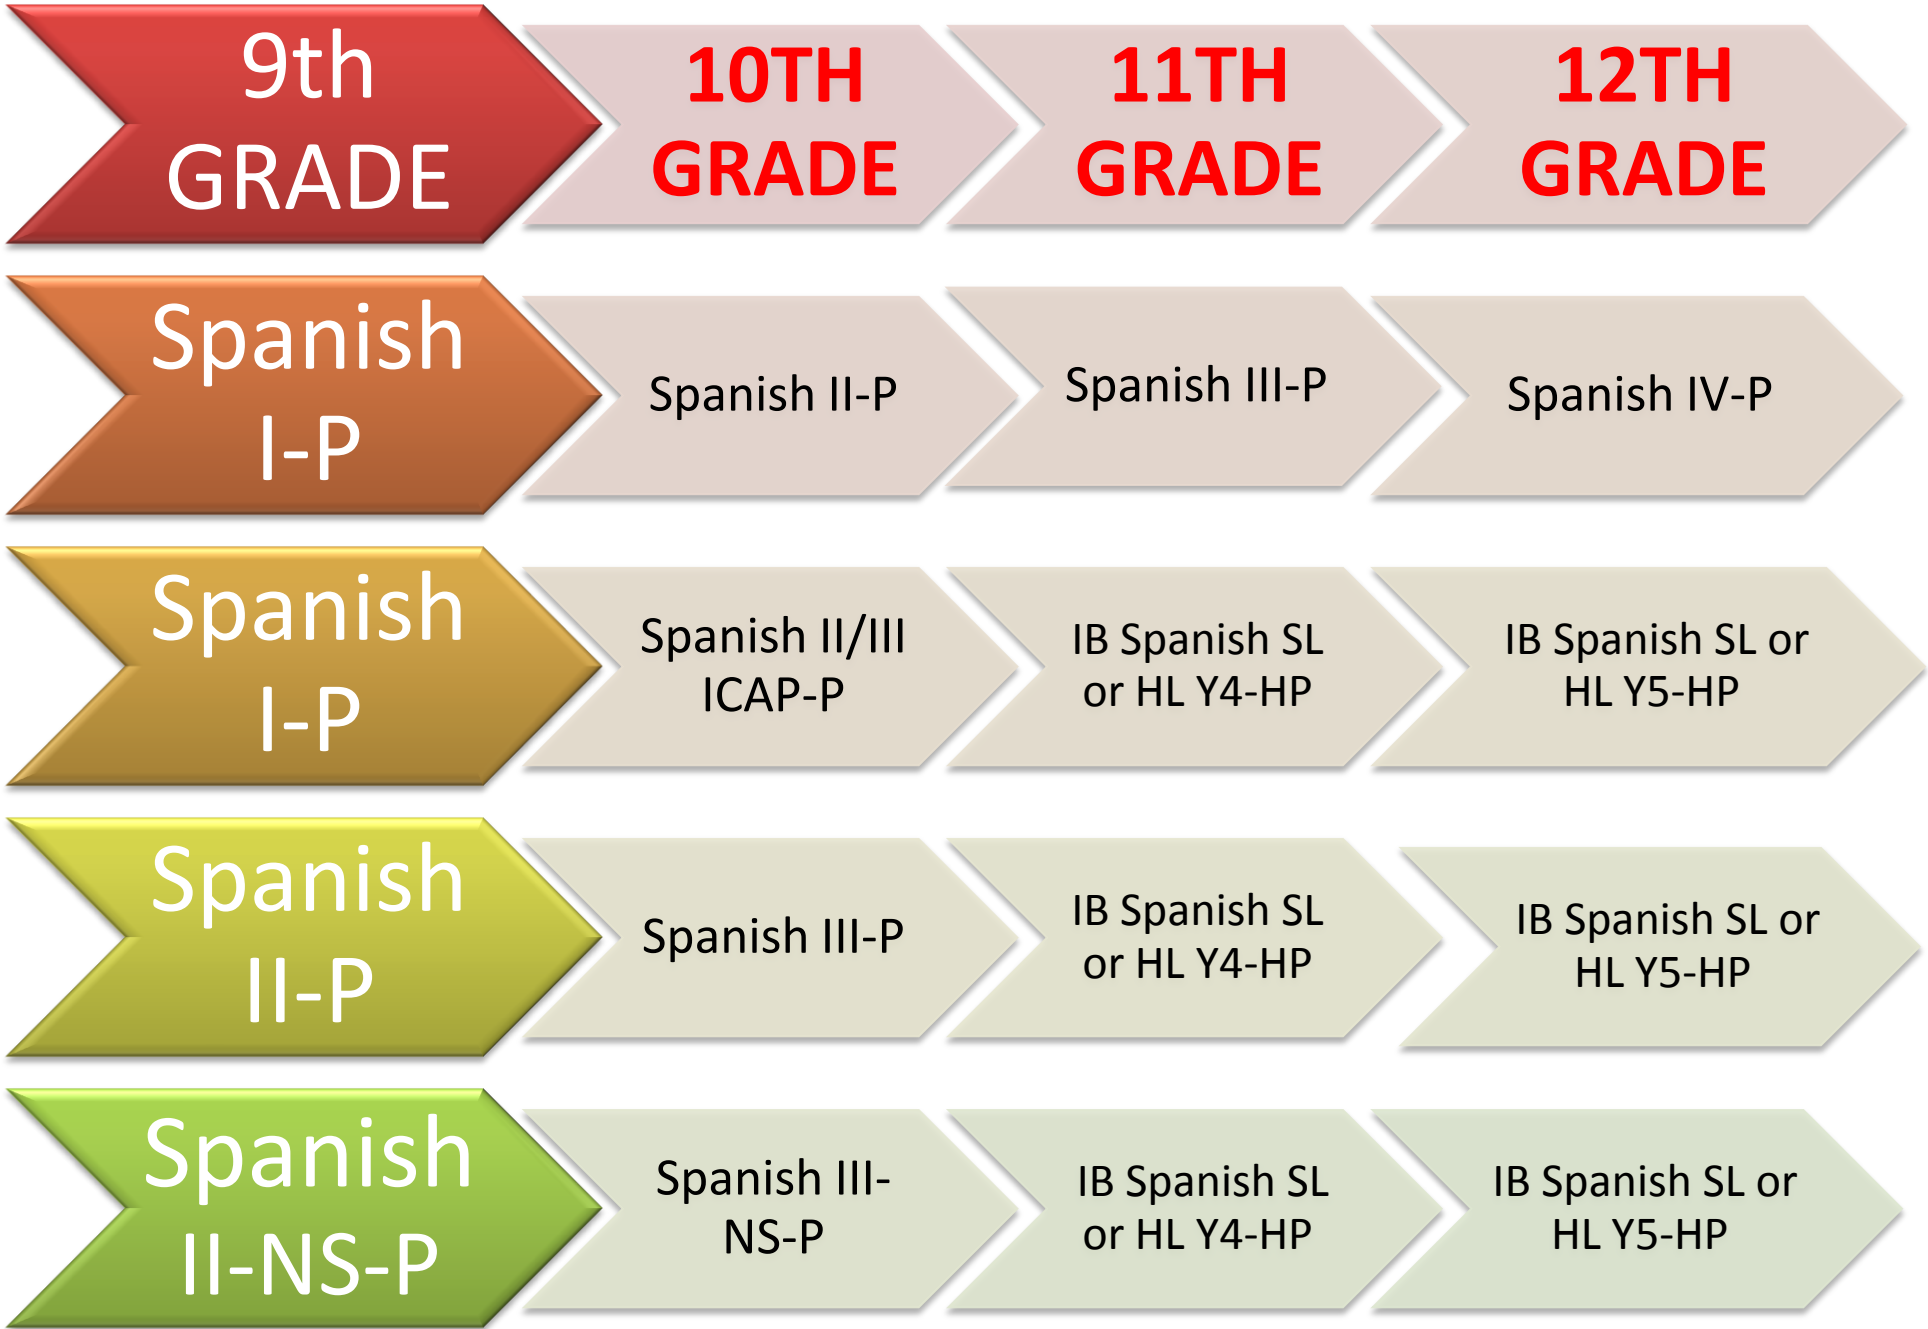 9th
GRADE
10TH
GRADE
11TH
GRADE
12TH
GRADE
Spanish
I-P
Spanish II-P
Spanish III-P
Spanish IV-P
Spanish
I-P
Spanish II/III
ICAP-P
IB Spanish SL
or HL Y4-HP
IB Spanish SL or
HL Y5-HP
Spanish
II-P
Spanish III-P
IB Spanish SL
or HL Y4-HP
IB Spanish SL or
HL Y5-HP
Spanish
II-NS-P
Spanish III-
NS-P
IB Spanish SL
or HL Y4-HP
IB Spanish SL or
HL Y5-HP